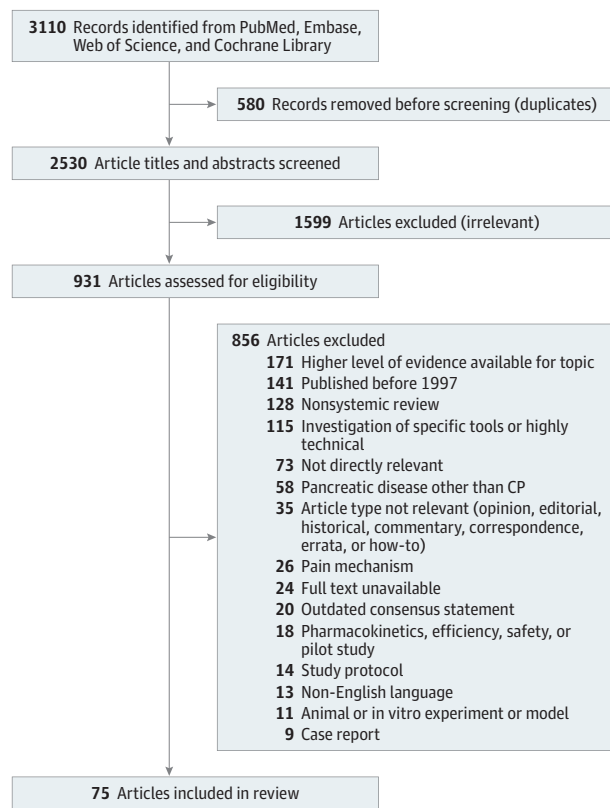 3110 Records identified from PubMed, Embase,
Web of Science, and Cochrane Library
580 Records removed before screening (duplicates)
2530 Article titles and abstracts screened
1599 Articles excluded (irrelevant)
931 Articles assessed for eligibility
856 Articles excluded
171 Higher level of evidence available for topic
141 Published before 1997
128 Nonsystemic review
115 Investigation of specific tools or highly
technical
73 Not directly relevant
58 Pancreatic disease other than CP
35 Article type not relevant (opinion, editorial,
historical, commentary, correspondence,
errata, or how-to)
26 Pain mechanism
24 Full text unavailable
20 Outdated consensus statement
18 Pharmacokinetics, efficiency, safety, or
pilot study
14 Study protocol
13 Non-English language
11 Animal or in vitro experiment or model
9 Case report
75 Articles included in review